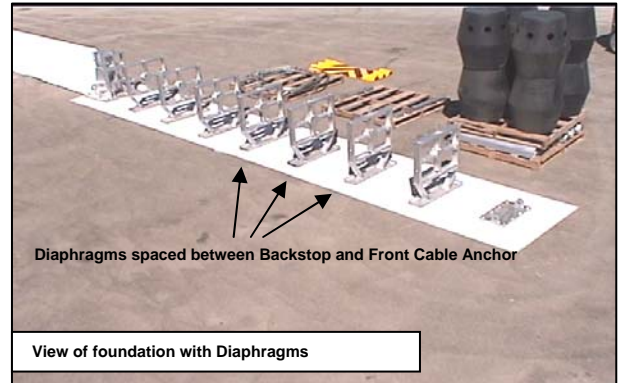 Diaphragms spaced between Backstop and Front Cable Anchor
View of foundation with Diaphragms